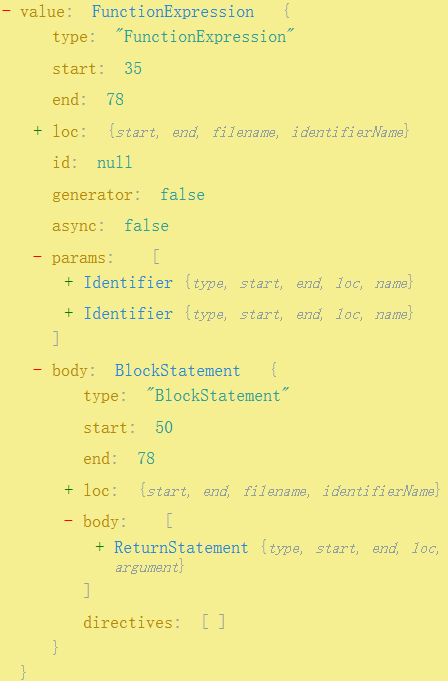 - value: FunctionExpression {
type: "FunctionExpression"
start: 35
end: 78
+ loc: {start, end, filename, identifierName}
id: null
generator: false
async: false
- params: [
+ Identifier {type, start, end, loc, name}
+ Identifier {type, start, end, loc, name}
]
- body: BlockStatement {
type: "BlockStatement"
start: 50
end: 78
+ loc: {start, end, filename, identifierName}
- body: [
+ ReturnStatement {type, start, end, loc,
argument}
]
directives: [ ]
}
}